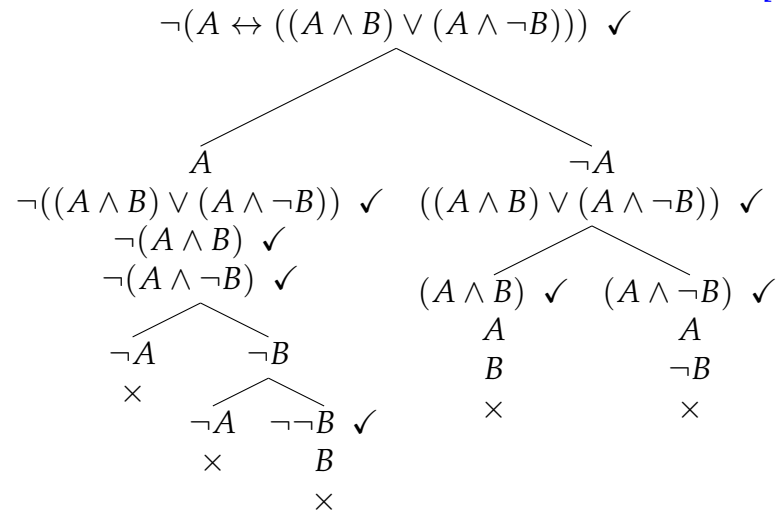 ¬(A ↔ ((A ∧ B) ∨ (A ∧ ¬B))) ✓
A ¬A
¬((A ∧ B) ∨ (A ∧ ¬B)) ✓ ((A ∧ B) ∨ (A ∧ ¬B)) ✓
¬(A ∧ B) ✓
¬(A ∧ ¬B) ✓
(A ∧ B) ✓ (A ∧ ¬B) ✓
A A
¬A ¬B
B ¬B
×
× ×
¬A ¬¬B ✓
× B
×